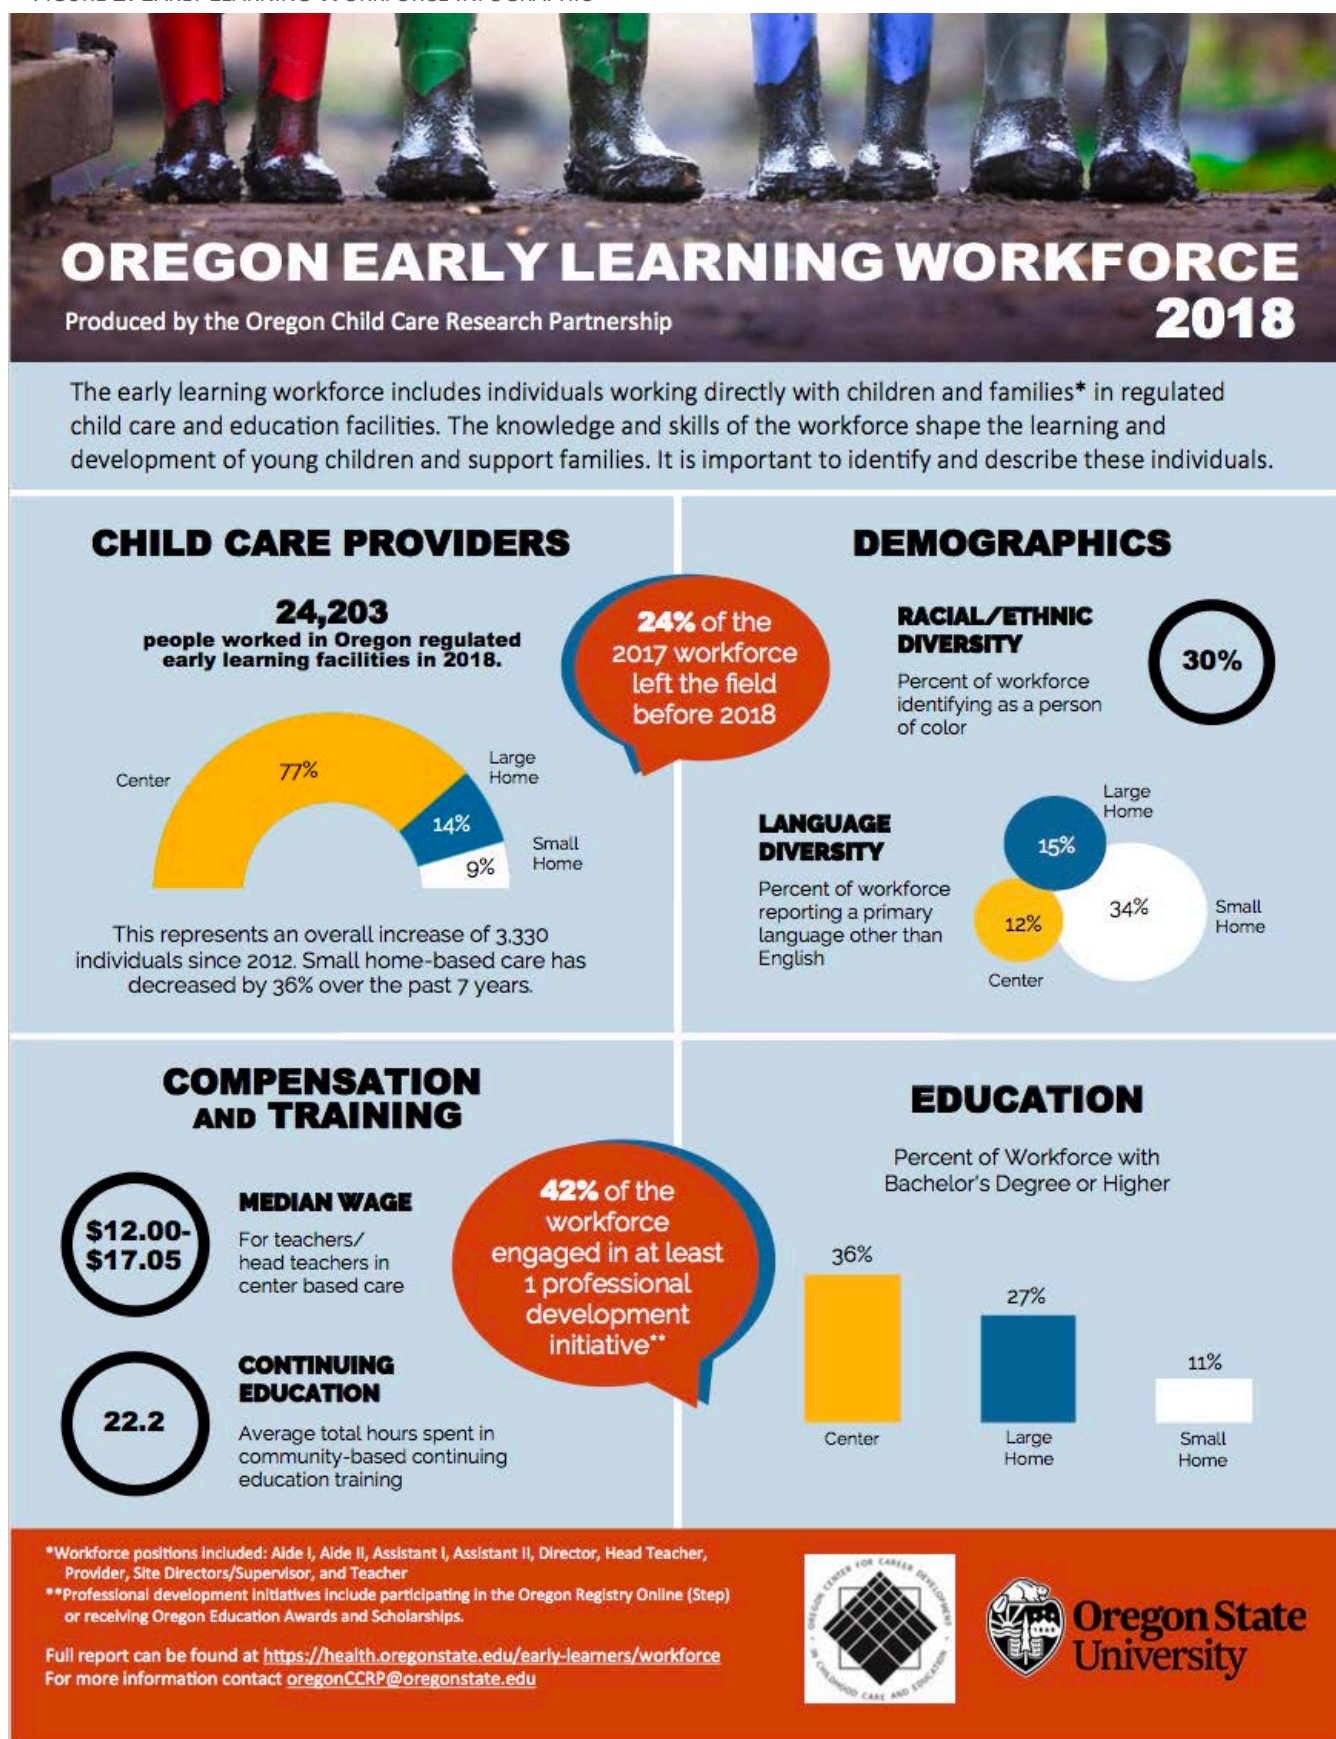 OREGON EARLY LEARNING WORKFORCE
2018
Produced by the Oregon Child Care Research Partnership
The early learning workforce includes individuals working directly with children and families* in regulated
child care and education facilities. The knowledge and skills of the workforce shape the learning and
development of young children and support families. It is important to identify and describe these individuals.
CHILD CARE PROVIDERS
24,203
people worked in Oregon regulated
early learning facilities in 2018.
Center
77%
Large
Home
14%
Small
Home
9%
This represents an overall increase of 3,330
individuals since 2012. Small home-based care has
decreased by 36% over the past 7 years.
24% of the
2017 workforce
left the field
before 2018
DEMOGRAPHICS
RACIAL/ETHNIC
DIVERSITY
Percent of workforce
identifying as a person
of color
30%
LANGUAGE
DIVERSITY
Percent of workforce
reporting a primary
language other than
English
Large
Home
15%
12%
Center
34%
Small
Home
COMPENSATION
AND TRAINING
$12.00-
$17.05
MEDIAN WAGE
For teachers/
head teachers in
center based care
22.2
CONTINUING
EDUCATION
Average total hours spent in
community-based continuing
education training
42% of the
workforce
engaged in at least
1 professional
development
initiative**
EDUCATION
Percent of Workforce with
Bachelor's Degree or Higher
36%
27%
11%
Center
Large
Home
Small
Home
*Workforce positions included: Aide I, Aide II, Assistant I, Assistant II, Director, Head Teacher,
Provider, Site Directors/Supervisor, and Teacher
**Professional development initiatives include participating in the Oregon Registry Online (Step)
or receiving Oregon Education Awards and Scholarships.
Full report can be found at https://health.oregonstate.edu/early-learners/workforce
For more information contact oregonCCRP@oregonstate.edu
OREGON CENTER FOR CAREER DEVELOPMENT
IN CHILDHOOD CARE AND EDUCATION
Oregon State
University